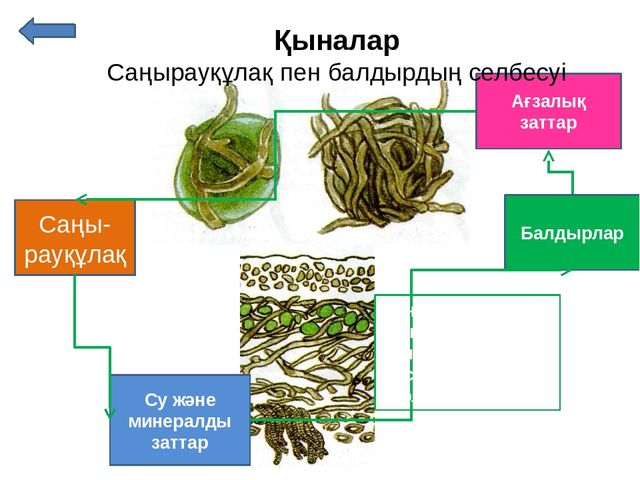 Қыналар
Саңырауқұлақ пен балдырдың селбесуі
Ағзалық
заттар
Саңы-
рауқұлақ
Балдырлар
Су және
минералды
заттар